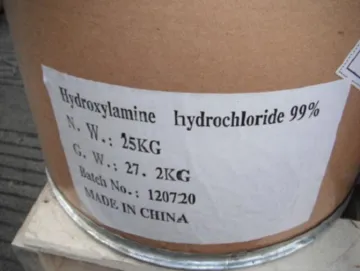 Hydroxylamine hydrochloride 99%
N. W.: 25KG
G. W.: 27. 2KG
Batch No.: 120720
MADE IN CHINA